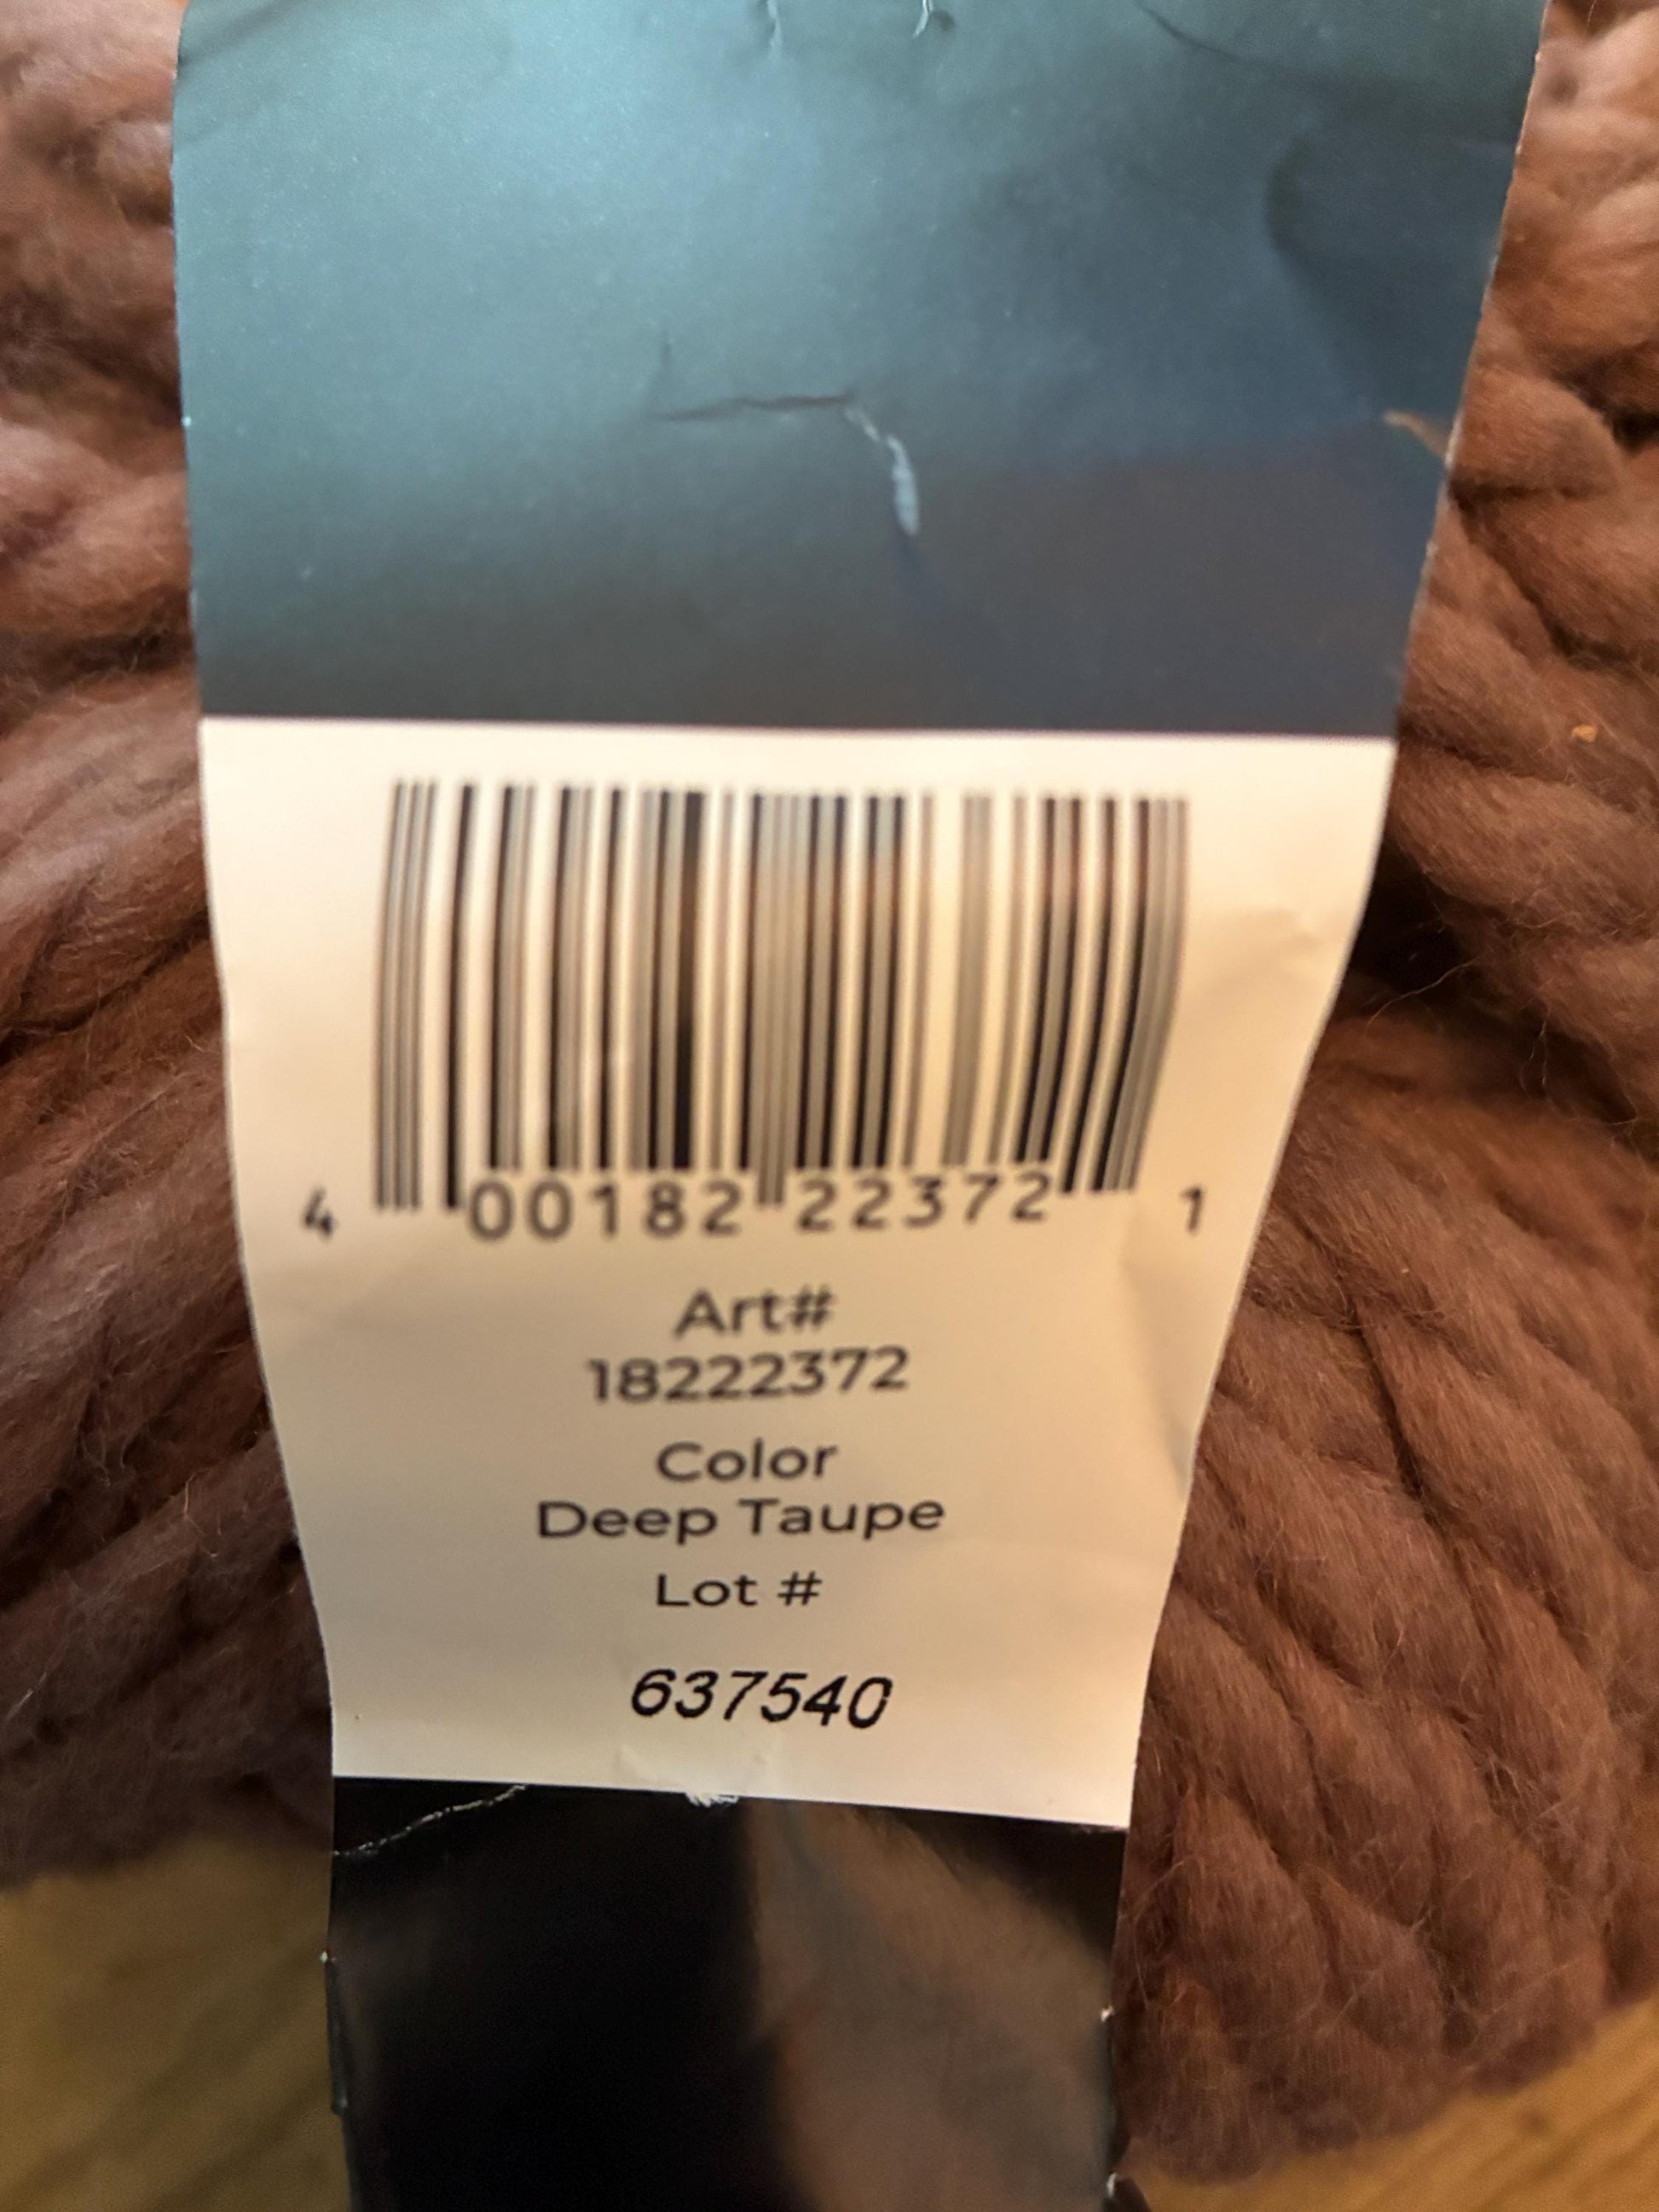 4 00182 22372 1
Art#
18222372
Color
Deep Taupe
Lot #
637540